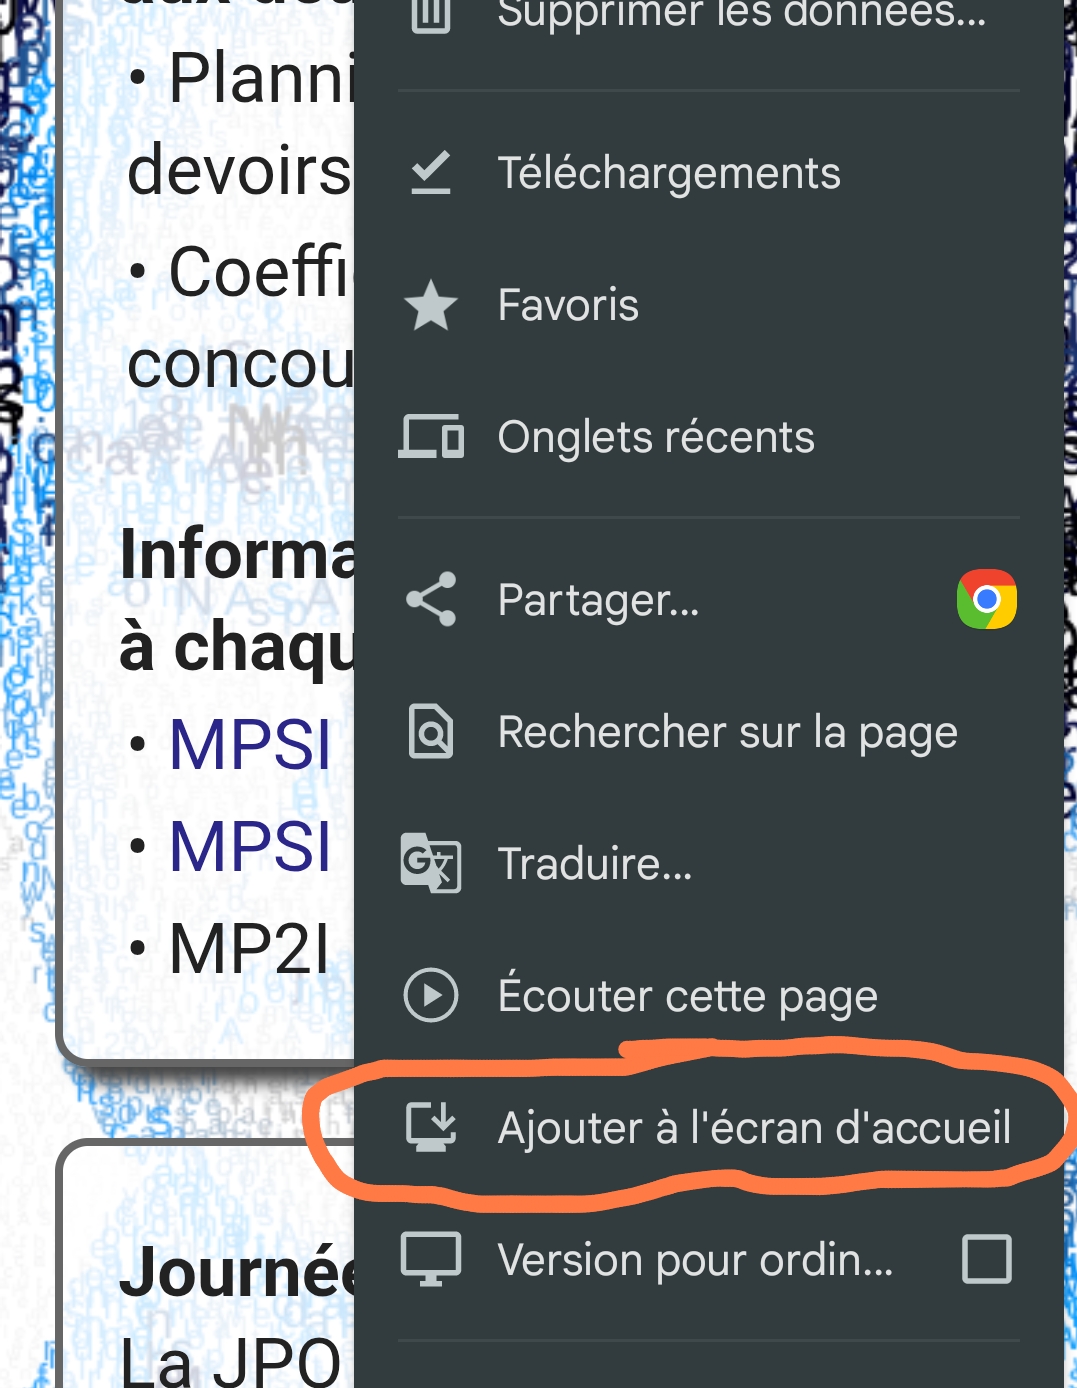 Supprimer les données...
• Planni
devoirs
• Coeffi
concou
Informa
à chaqu
• MPSI
• MPSI
• MP2I
Journée
La JPO
Téléchargements
Favoris
Onglets récents
Partager...
Rechercher sur la page
Traduire...
Écouter cette page
Ajouter à l'écran d'accueil
Version pour ordin...